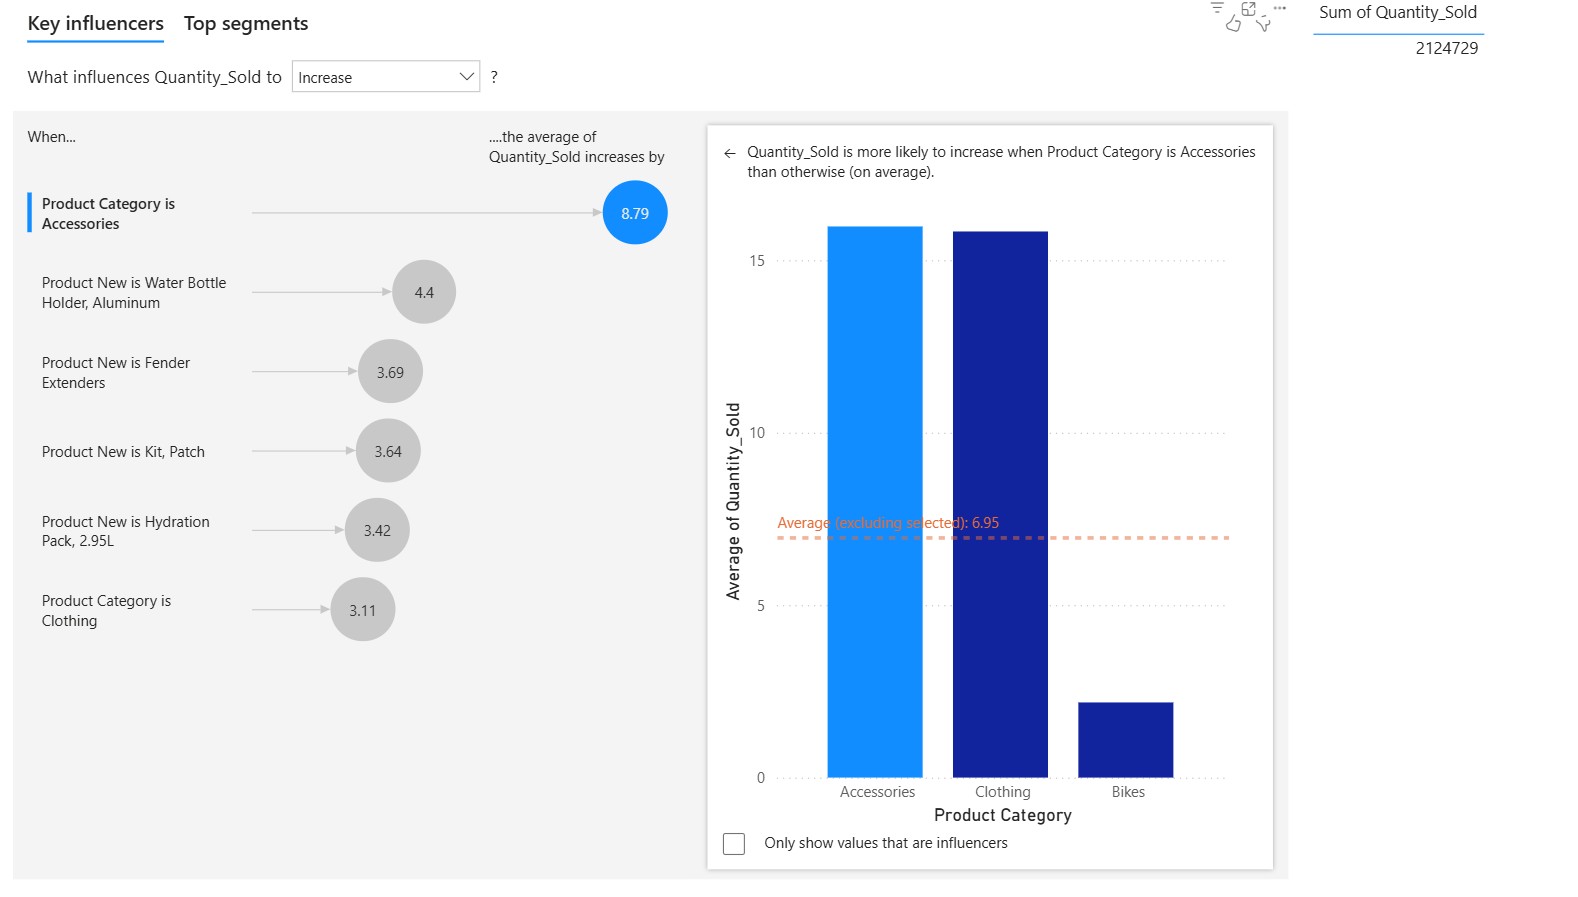 Key influencers
Top segments
Sum of Quantity_Sold
2124729
What influences Quantity_Sold to
Increase
?
When...
....the average of
Quantity_Sold increases by
Product Category is
Accessories
8.79
Product New is Water Bottle
Holder, Aluminum
4.4
Product New is Fender
Extenders
3.69
Product New is Kit, Patch
3.64
Product New is Hydration
Pack, 2.95L
3.42
Product Category is
Clothing
3.11
Quantity_Sold is more likely to increase when Product Category is Accessories
than otherwise (on average).
Average of Quantity_Sold
15
10
5
0
Average (excluding selected): 6.95
Accessories
Clothing
Bikes
Product Category
Only show values that are influencers